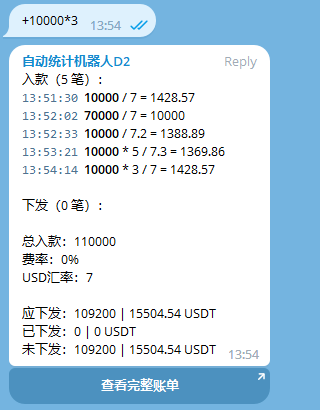 +10000*3 13:54
自动统计机器人D2 Reply
入款（5 笔）：
13:51:30 10000 / 7 = 1428.57
13:52:02 70000 / 7 = 10000
13:52:33 10000 / 7.2 = 1388.89
13:53:21 10000 * 5 / 7.3 = 1369.86
13:54:14 10000 * 3 / 7 = 1428.57
下发（0 笔）：
总入款：110000
费率：0%
USD汇率：7
应下发：109200 | 15504.54 USDT
已下发：0 | 0 USDT
未下发：109200 | 15504.54 USDT 13:54
查看完整账单